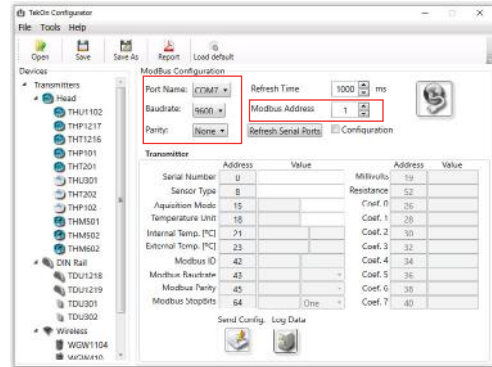 TekOn Configurator
File Tools Help
Open Save Save As Report Load default
Devices
Transmitters
Head
THU1102
THP1217
THT1216
THP101
THT201
THU301
THT202
THP102
THM501
THM502
THM602
DIN Rail
TDU1218
TDU1219
TDU301
TDU302
Wireless
WGW1104
WGW410
ModBus Configuration
Port Name: COM7
Refresh Time 1000 ms
Baudrate: 9600
Modbus Address 1
Parity: None
Refresh Serial Ports
Configuration
Transmitter
Address Value Address Value
Serial Number 0 Millivolts 19
Sensor Type 8 Resistance 52
Aquisition Mode 15 Coef. 0 26
Temperature Unit 18 Coef. 1 28
Internal Temp. [ºC] 21 Coef. 2 30
External Temp. [ºC] 23 Coef. 3 32
Modbus ID 42 Coef. 4 34
Modbus Baudrate 43 Coef. 5 36
Modbus Parity 45 Coef. 6 38
Modbus Stopbits 64 One Coef. 7 40
Send Config. Log Data